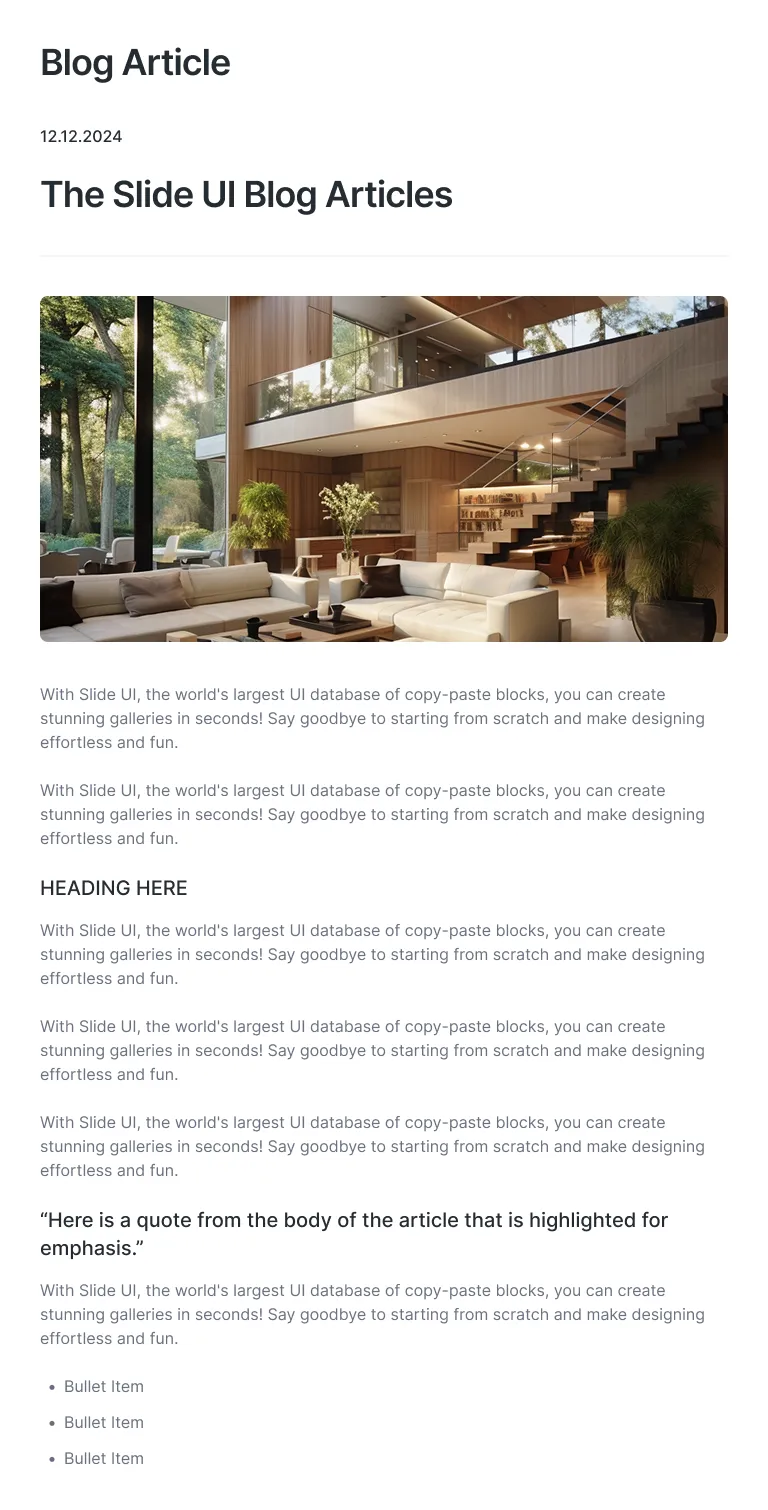 Blog Article
12.12.2024
The Slide UI Blog Articles
With Slide UI, the world's largest UI database of copy-paste blocks, you can create
stunning galleries in seconds! Say goodbye to starting from scratch and make designing
effortless and fun.
With Slide UI, the world's largest UI database of copy-paste blocks, you can create
stunning galleries in seconds! Say goodbye to starting from scratch and make designing
effortless and fun.
HEADING HERE
With Slide UI, the world's largest UI database of copy-paste blocks, you can create
stunning galleries in seconds! Say goodbye to starting from scratch and make designing
effortless and fun.
With Slide UI, the world's largest UI database of copy-paste blocks, you can create
stunning galleries in seconds! Say goodbye to starting from scratch and make designing
effortless and fun.
With Slide UI, the world's largest UI database of copy-paste blocks, you can create
stunning galleries in seconds! Say goodbye to starting from scratch and make designing
effortless and fun.
“Here is a quote from the body of the article that is highlighted for
emphasis.”
With Slide UI, the world's largest UI database of copy-paste blocks, you can create
stunning galleries in seconds! Say goodbye to starting from scratch and make designing
effortless and fun.
• Bullet Item
• Bullet Item
• Bullet Item